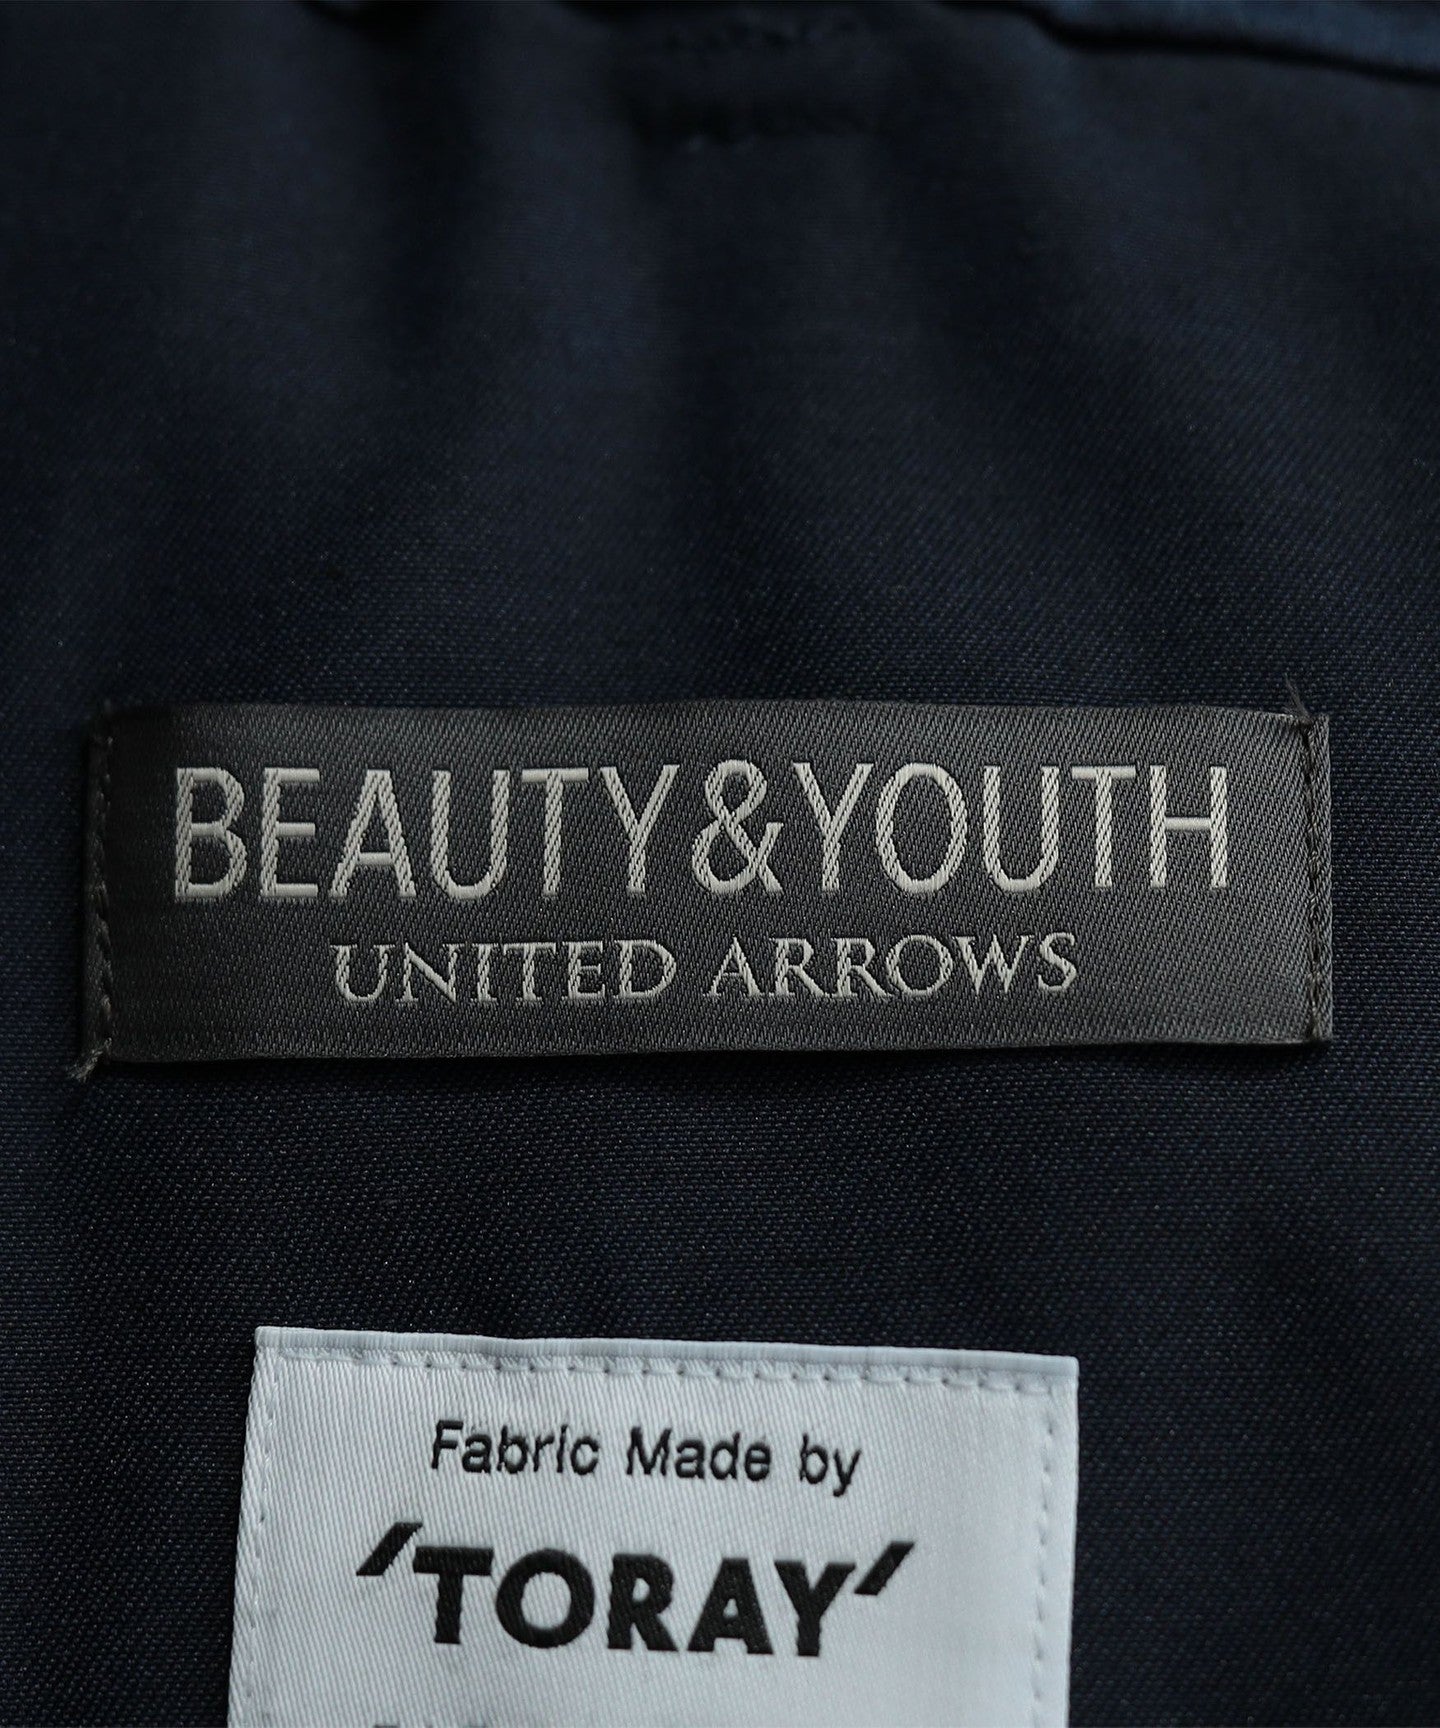 BEAUTY&YOUTH
UNITED ARROWS
Fabric Made by
'TORAY'